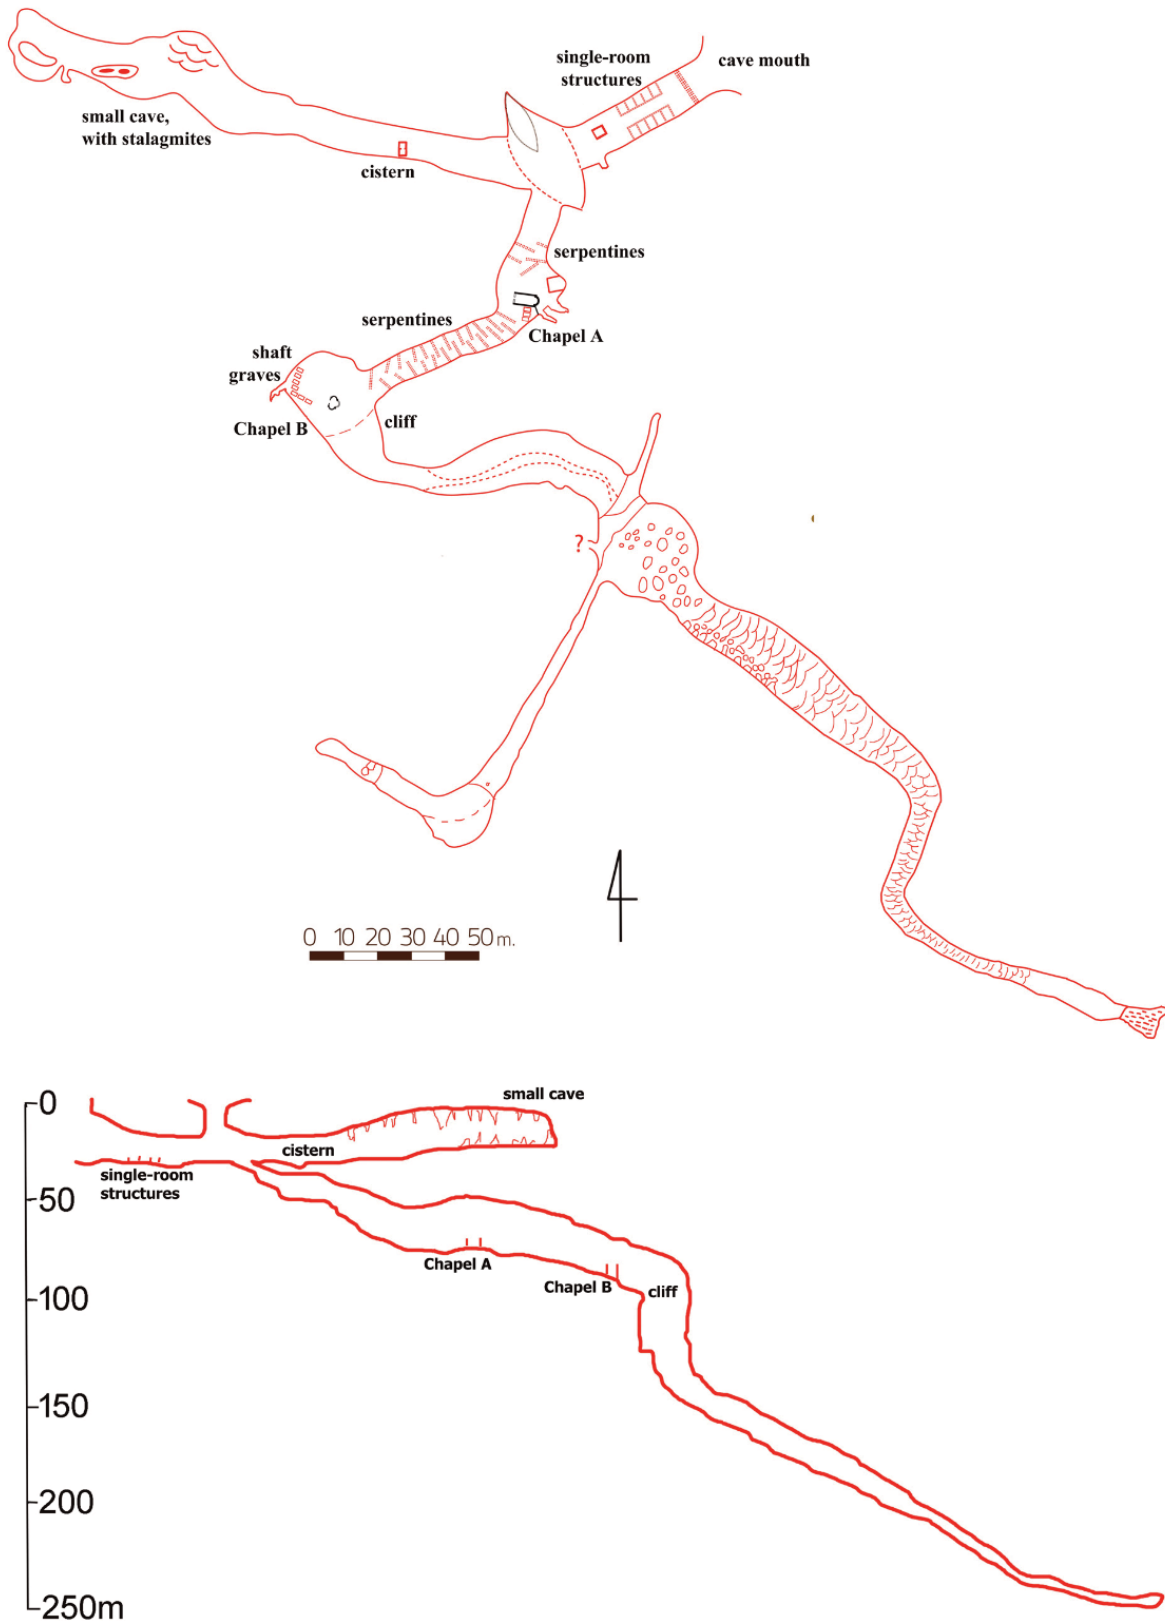 single-room
structures
cave mouth
small cave,
with stalagmites
cistern
serpentines
serpentines
Chapel A
shaft
graves
Chapel B
cliff
?
0 10 20 30 40 50 m.
0
small cave
cistern
single-room
structures
50
Chapel A
Chapel B
cliff
100
150
200
250m